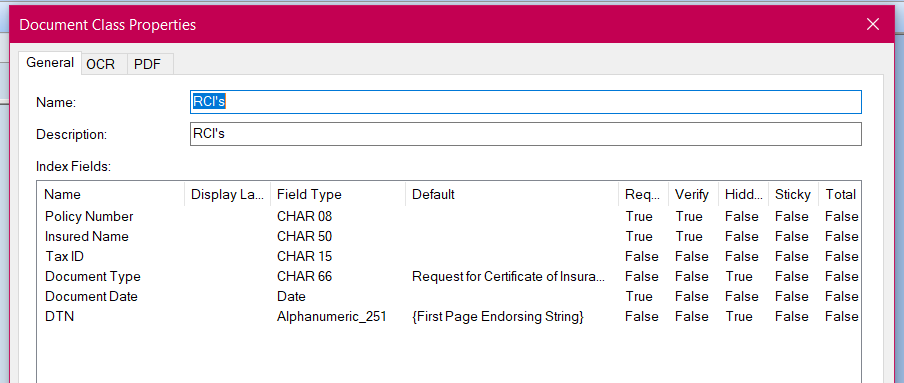 Document Class Properties
General OCR PDF
Name: RCI's
Description: RCI's
Index Fields:
Name Display La... Field Type Default Req... Verify Hidd... Sticky Total
Policy Number CHAR 08 True True False False False
Insured Name CHAR 50 True True False False False
Tax ID CHAR 15 False False False False False
Document Type CHAR 66 Request for Certificate of Insura... False False True False False
Document Date Date True False False False False
DTN Alphanumeric_251 {First Page Endorsing String} False False True False False